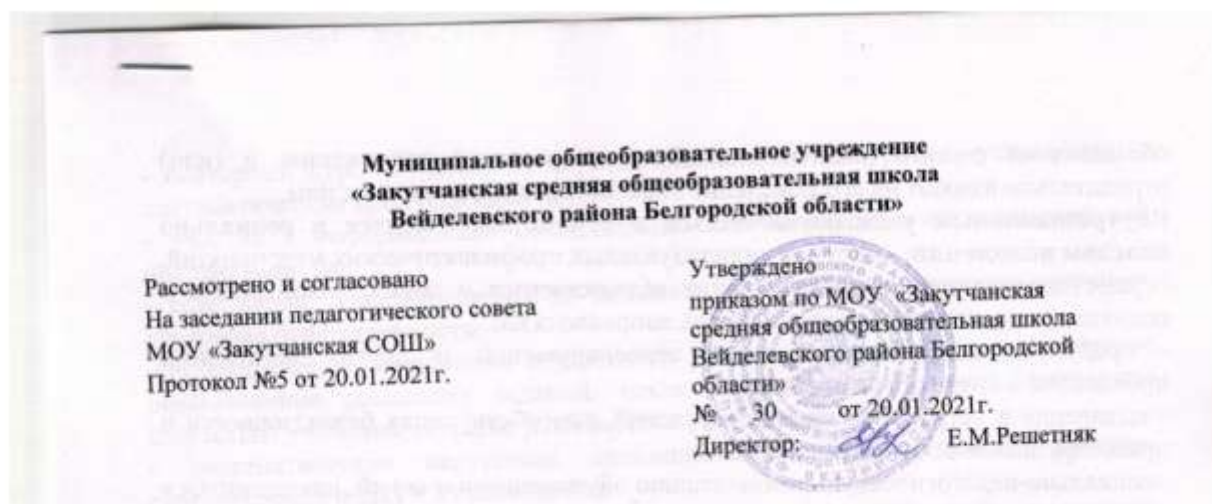 Муниципальное общеобразовательное учреждение
«Закутчанская средняя общеобразовательная школа
Вейделевского района Белгородской области»
Рассмотрено и согласовано
На заседании педагогического совета
МОУ «Закутчанская СОШ»
Протокол №5 от 20.01.2021г.
Утверждено
приказом по МОУ «Закутчанская
средняя общеобразовательная школа
Вейделевского района Белгородской
области»
№ 30 от 20.01.2021г.
Директор: Е.М.Решетняк